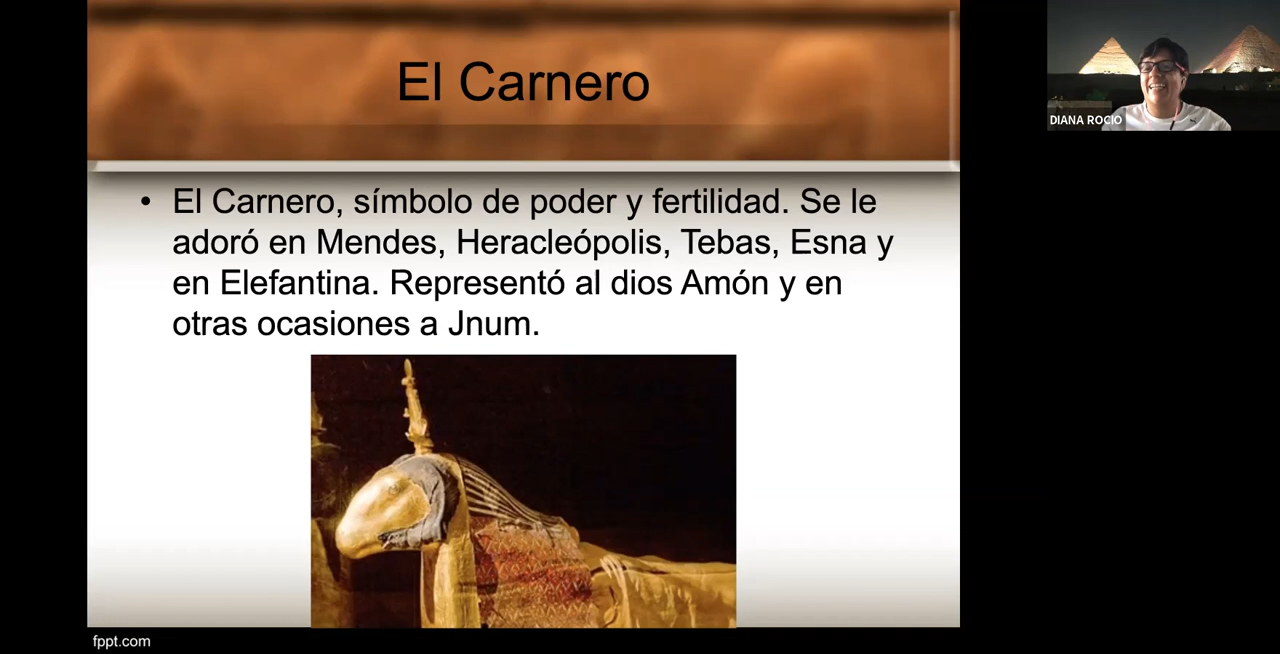 El Carnero
• El Carnero, símbolo de poder y fertilidad. Se le
adoró en Mendes, Heracleópolis, Tebas, Esna y
en Elefantina. Representó al dios Amón y en
otras ocasiones a Jnum.
fppt.com
DIANA ROCIO